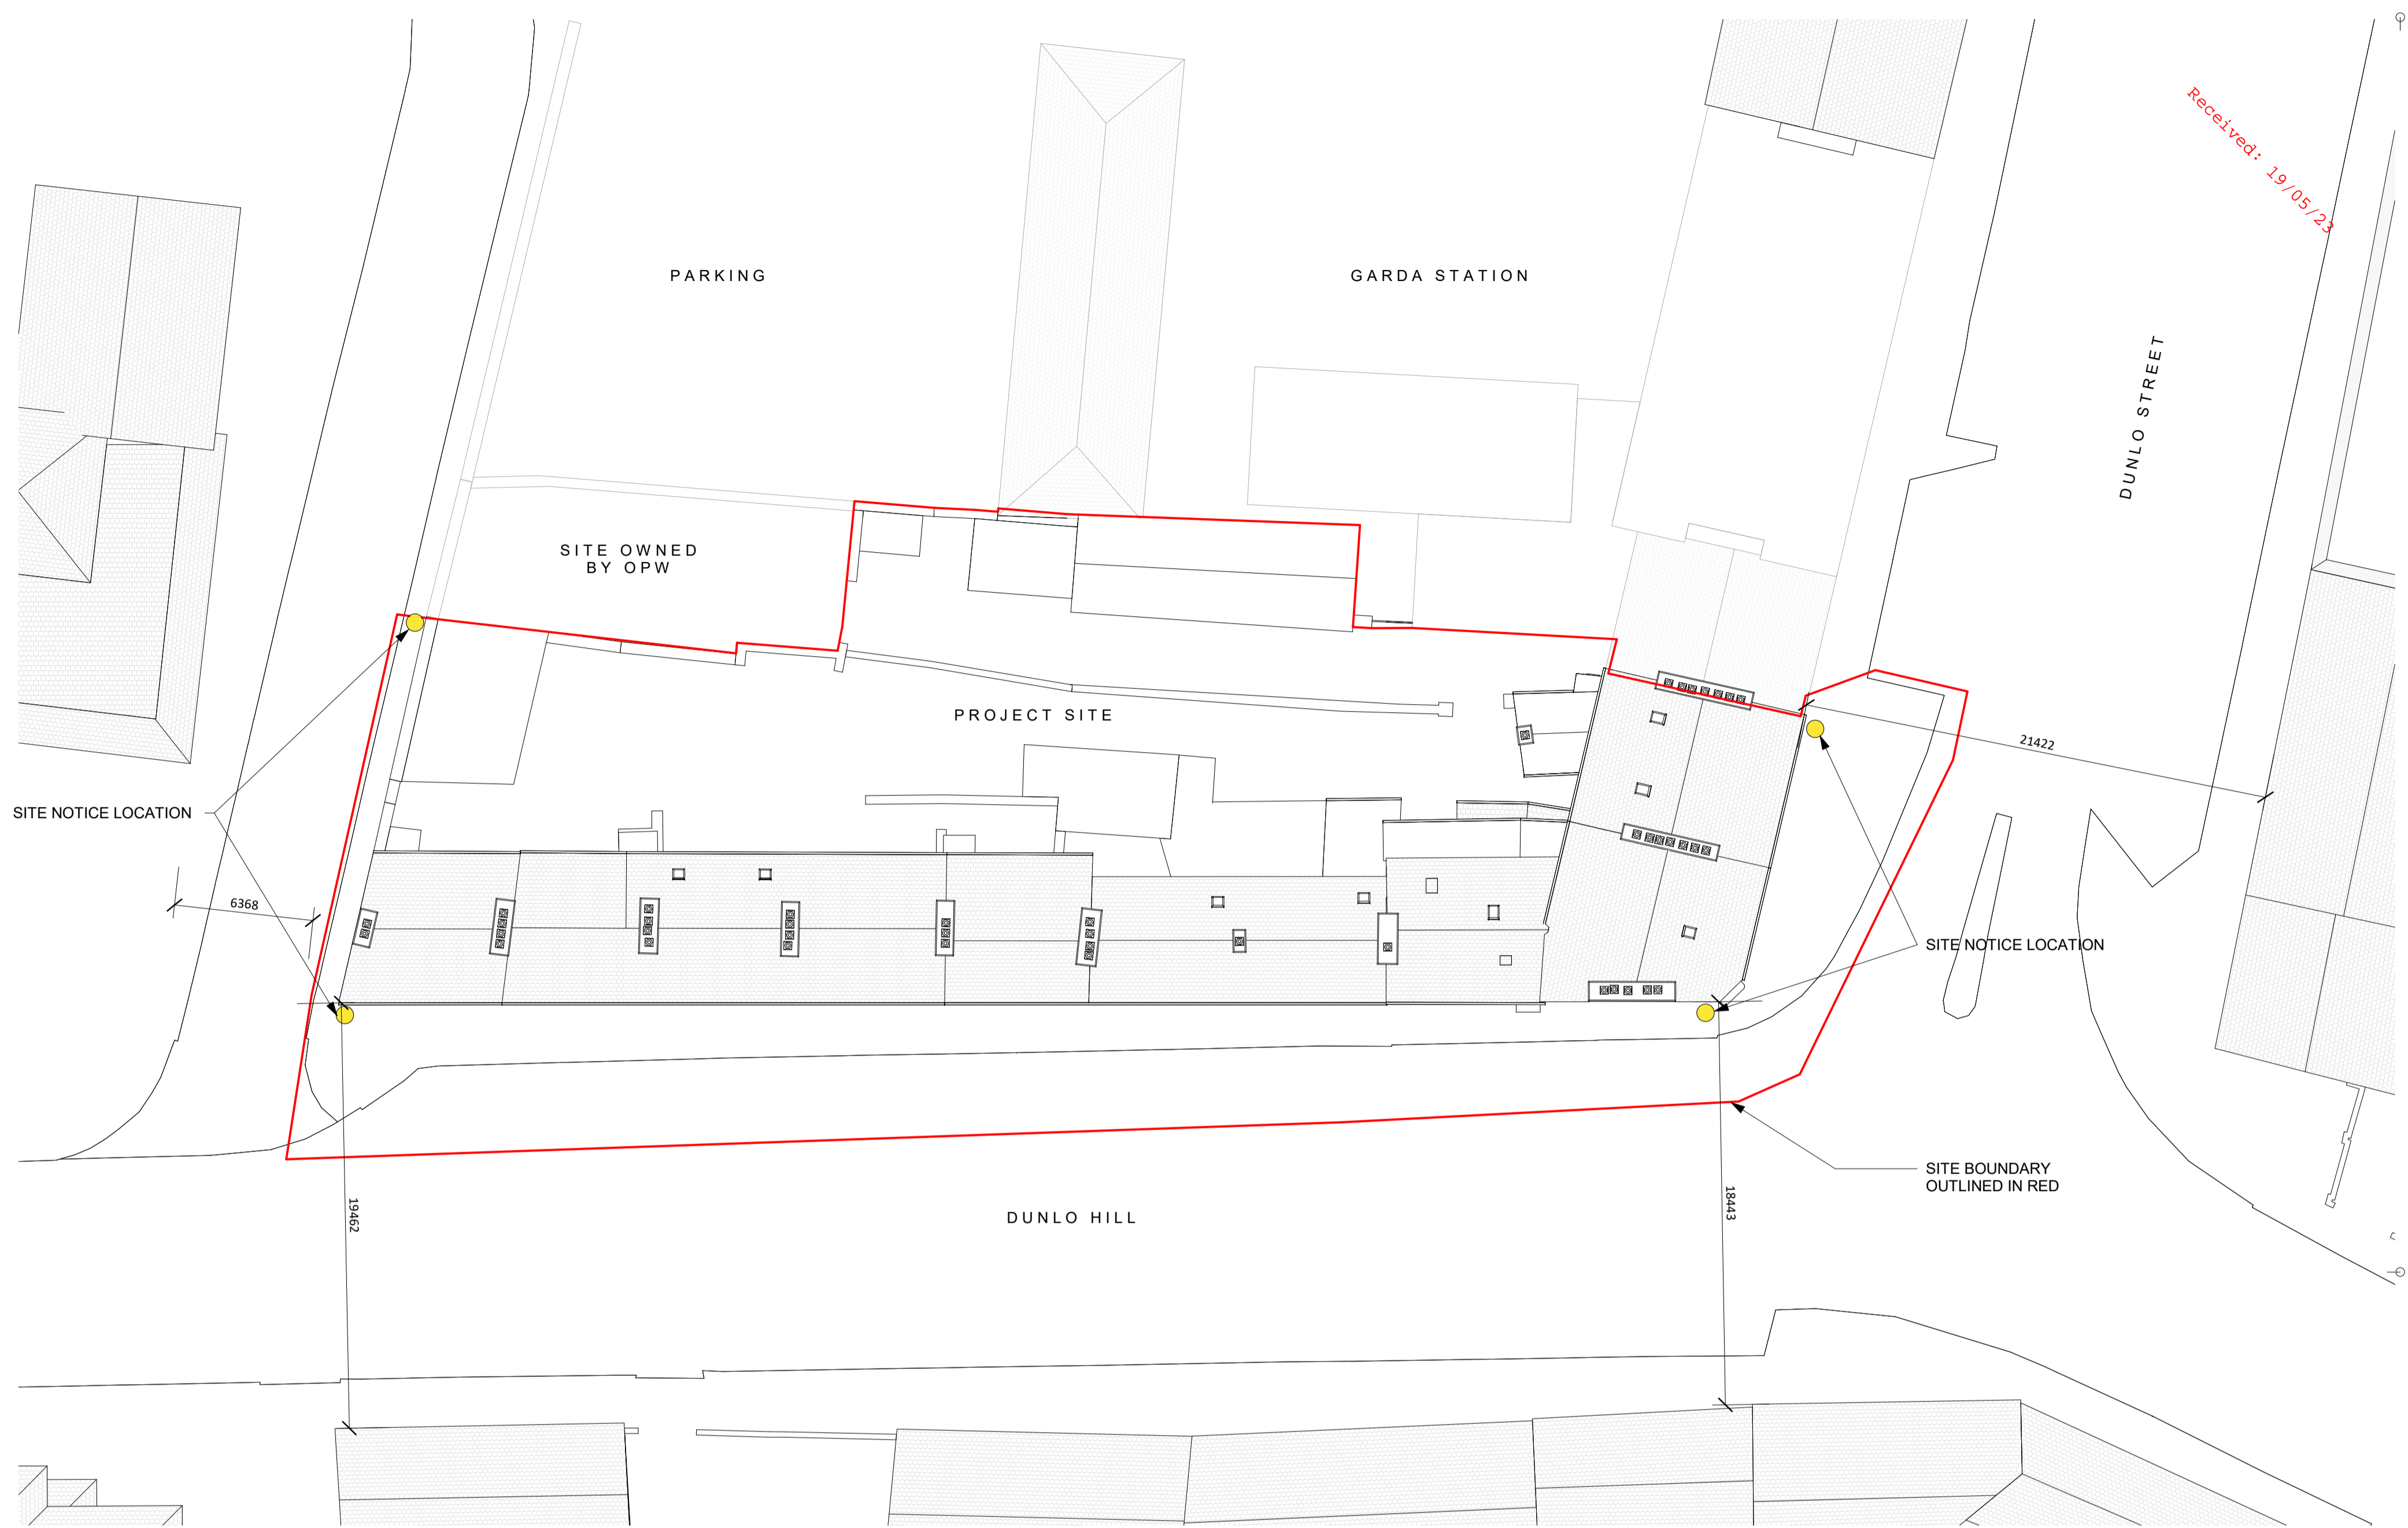 Received: 19/05/23
PARKING
GARDA STATION
DUNLO STREET
SITE OWNED
BY OPW
PROJECT SITE
21422
SITE NOTICE LOCATION
6368
SITE NOTICE LOCATION
SITE BOUNDARY
OUTLINED IN RED
19462
18443
DUNLO HILL